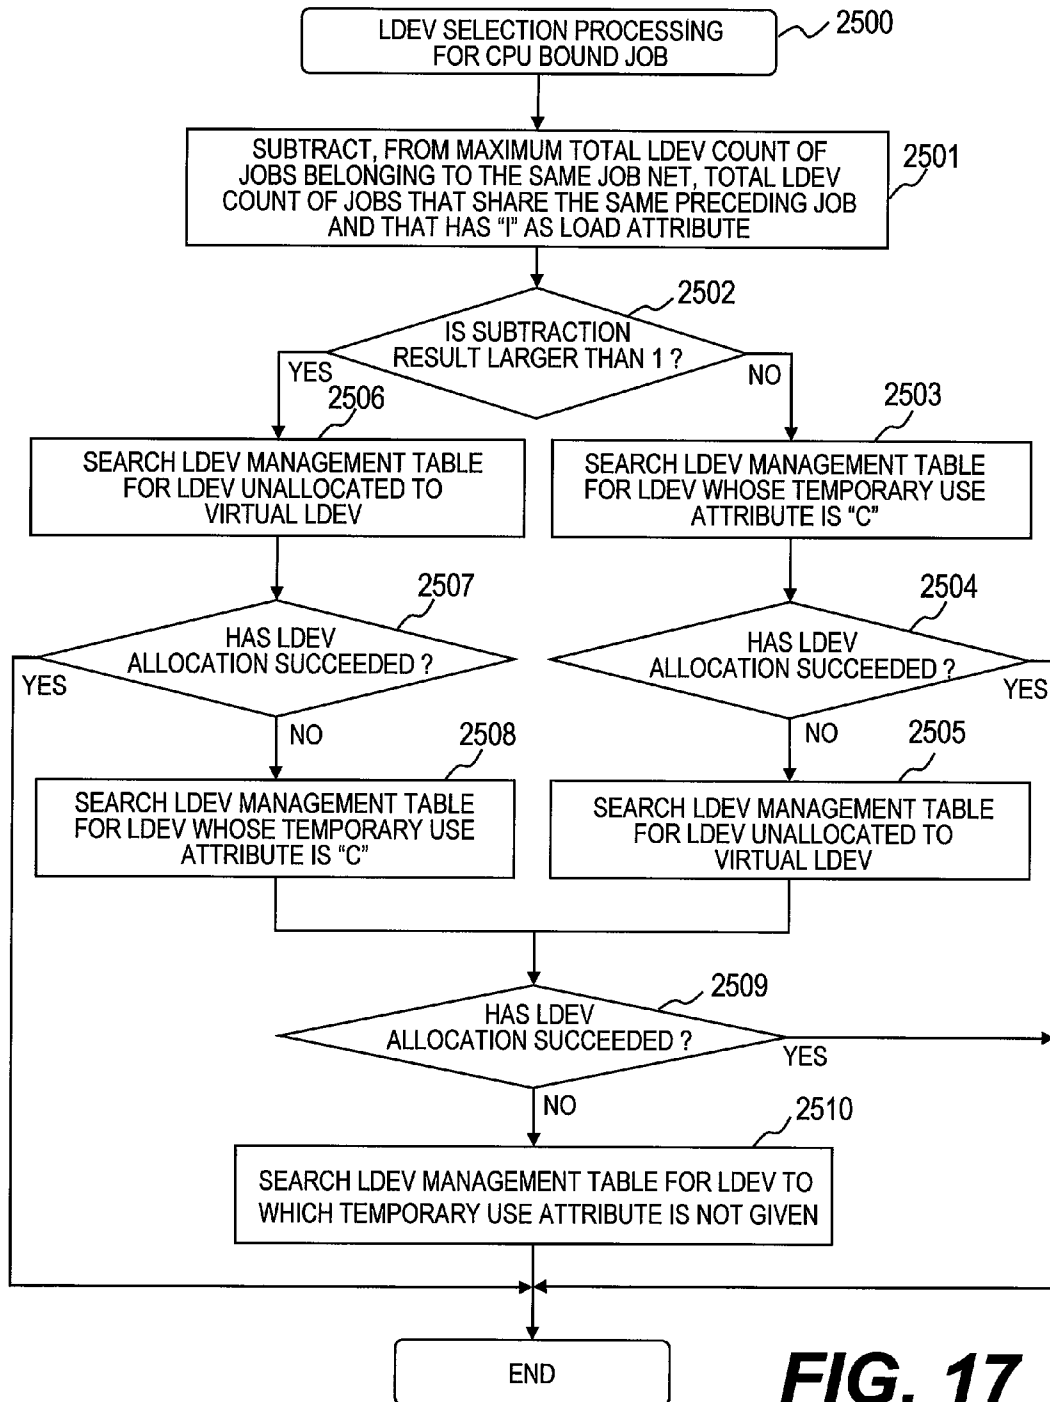 LDEV SELECTION PROCESSING
FOR CPU BOUND JOB
2500
SUBTRACT, FROM MAXIMUM TOTAL LDEV COUNT OF
JOBS BELONGING TO THE SAME JOB NET, TOTAL LDEV
COUNT OF JOBS THAT SHARE THE SAME PRECEDING JOB
AND THAT HAS “I” AS LOAD ATTRIBUTE
2501
IS SUBTRACTION
RESULT LARGER THAN 1 ?
2502
YES
NO
2506
SEARCH LDEV MANAGEMENT TABLE
FOR LDEV UNALLOCATED TO
VIRTUAL LDEV
2503
SEARCH LDEV MANAGEMENT TABLE
FOR LDEV WHOSE TEMPORARY USE
ATTRIBUTE IS “C”
2507
HAS LDEV
ALLOCATION SUCCEEDED ?
YES
NO
2504
HAS LDEV
ALLOCATION SUCCEEDED ?
YES
NO
2508
SEARCH LDEV MANAGEMENT TABLE
FOR LDEV WHOSE TEMPORARY USE
ATTRIBUTE IS “C”
2505
SEARCH LDEV MANAGEMENT TABLE
FOR LDEV UNALLOCATED TO
VIRTUAL LDEV
2509
HAS LDEV
ALLOCATION SUCCEEDED ?
YES
NO
2510
SEARCH LDEV MANAGEMENT TABLE FOR LDEV TO
WHICH TEMPORARY USE ATTRIBUTE IS NOT GIVEN
END
FIG. 17